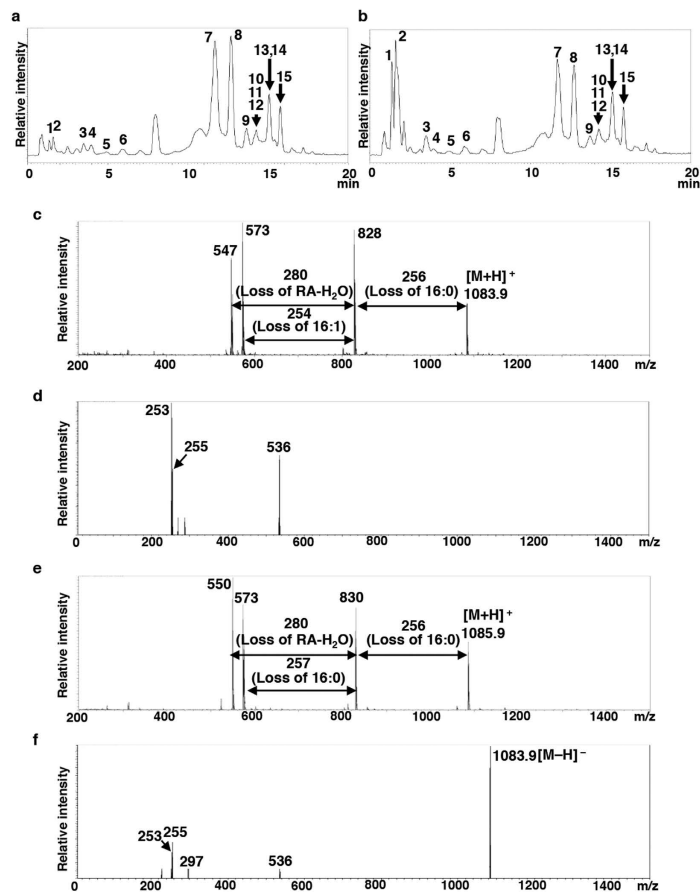 a
b
Relative intensity
1
2
3
4
5
6
7
8
9
10
11
12
13,14
15
0
5
10
15
20
min
Relative intensity
1
2
3
4
5
6
7
8
9
10
11
12
13,14
15
0
5
10
15
20
min
c
Relative intensity
547
573
828
280
(Loss of RA-H₂O)
254
(Loss of 16:1)
256
(Loss of 16:0)
[M+H]⁺
1083.9
200 400 600 800 1000 1200 1400 m/z
d
Relative intensity
253
255
536
200 400 600 800 1000 1200 1400 m/z
e
Relative intensity
550
573
830
280
(Loss of RA-H₂O)
257
(Loss of 16:0)
256
(Loss of 16:0)
[M+H]⁺
1085.9
200 400 600 800 1000 1200 1400 m/z
f
Relative intensity
253
255
297
536
1083.9[M−H]⁻
0 200 400 600 800 1000 1200 1400 m/z